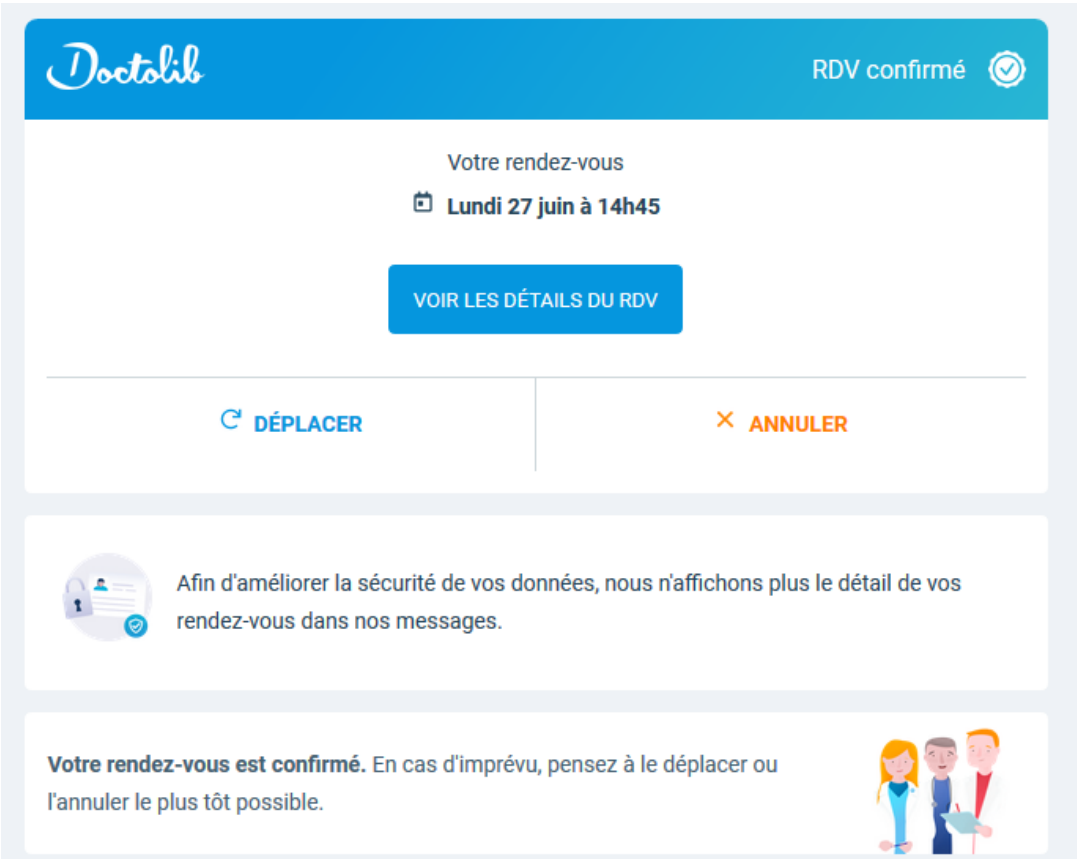 Doctolib
RDV confirmé
Votre rendez-vous
Lundi 27 juin à 14h45
VOIR LES DÉTAILS DU RDV
DÉPLACER
ANNULER
Afin d'améliorer la sécurité de vos données, nous n'affichons plus le détail de vos
rendez-vous dans nos messages.
Votre rendez-vous est confirmé. En cas d'imprévu, pensez à le déplacer ou
l'annuler le plus tôt possible.